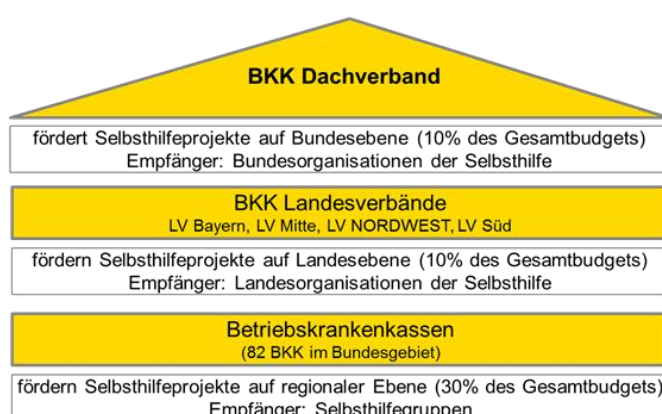 BKK Dachverband
fördert Selbsthilfeprojekte auf Bundesebene (10% des Gesamtbudgets)
Empfänger: Bundesorganisationen der Selbsthilfe
BKK Landesverbände
LV Bayern, LV Mitte, LV NORDWEST, LV Süd
fördern Selbsthilfeprojekte auf Landesebene (10% des Gesamtbudgets)
Empfänger: Landesorganisationen der Selbsthilfe
Betriebskrankenkassen
(82 BKK im Bundesgebiet)
fördern Selbsthilfeprojekte auf regionaler Ebene (30% des Gesamtbudgets)
Empfänger: Selbsthilfegruppen